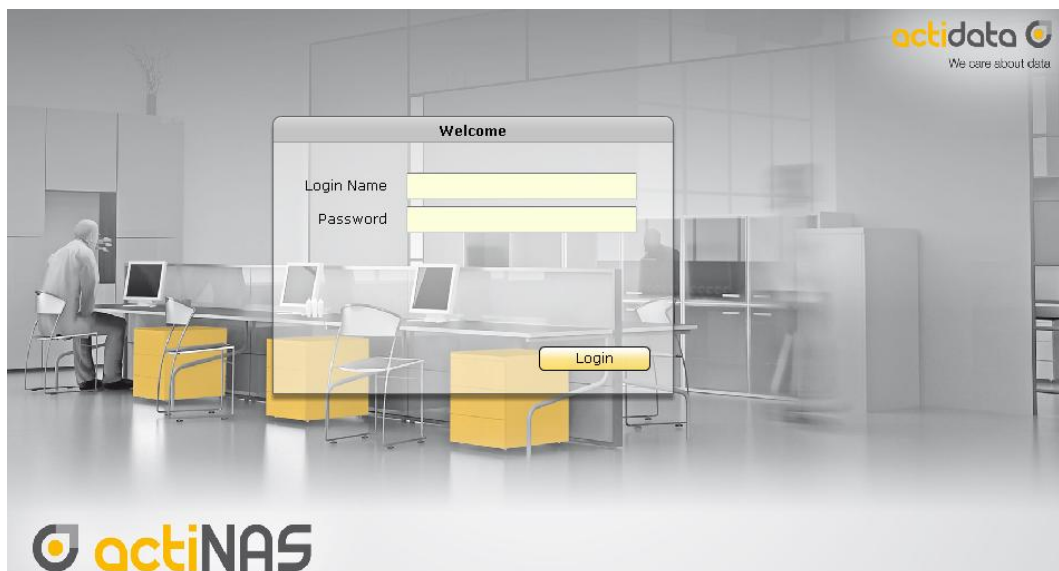 actidata
We care about data
Welcome
Login Name
Password
Login
actiNAS